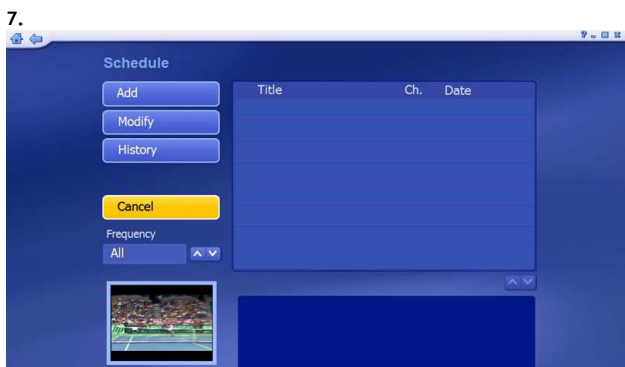 7.
Schedule
Add
Modify
History
Cancel
Frequency
All
Title Ch. Date